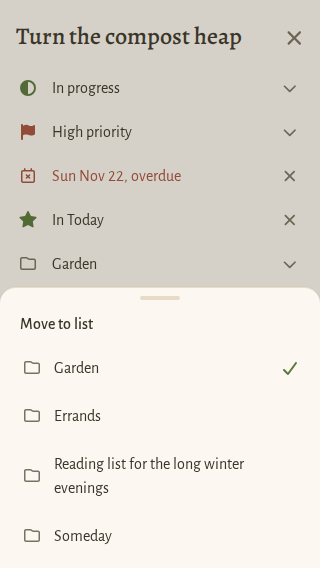 Turn the compost heap
In progress
High priority
Sun Nov 22, overdue
In Today
Garden
Move to list
Garden
Errands
Reading list for the long winter
evenings
Someday